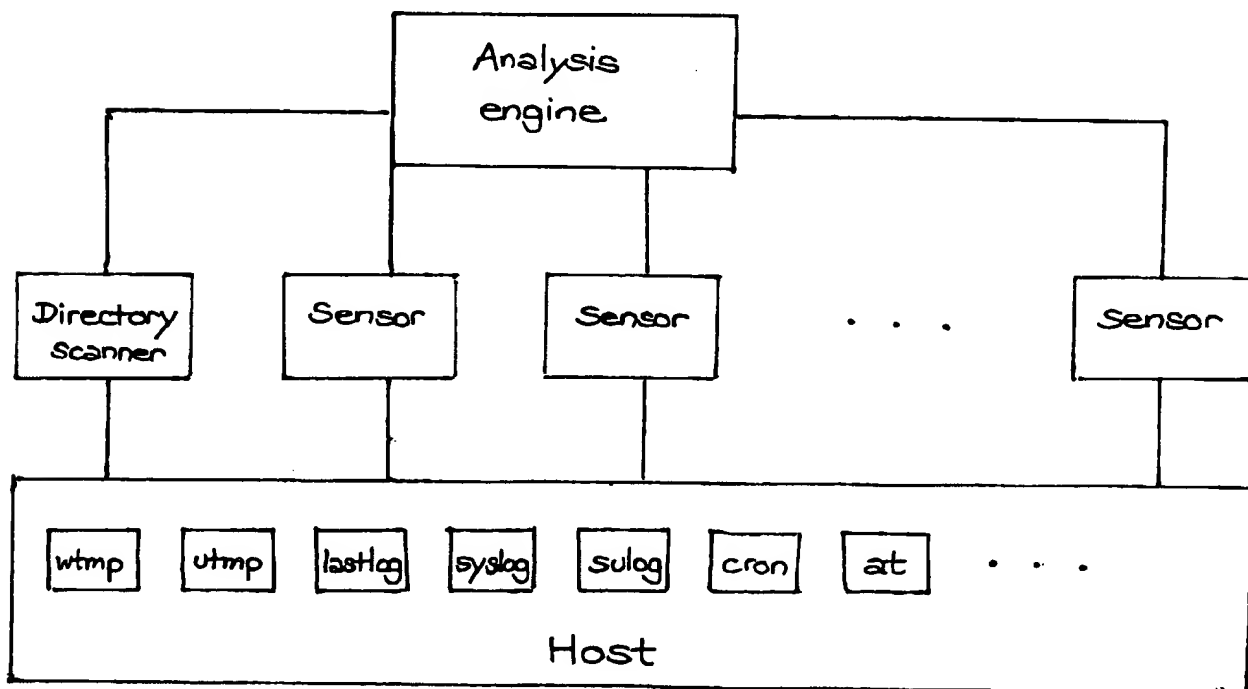 Analysis
engine
Directory
scanner
Sensor
Sensor
. . .
Sensor
wtmp
utmp
lastlog
syslog
sulog
cron
at
. . .
Host